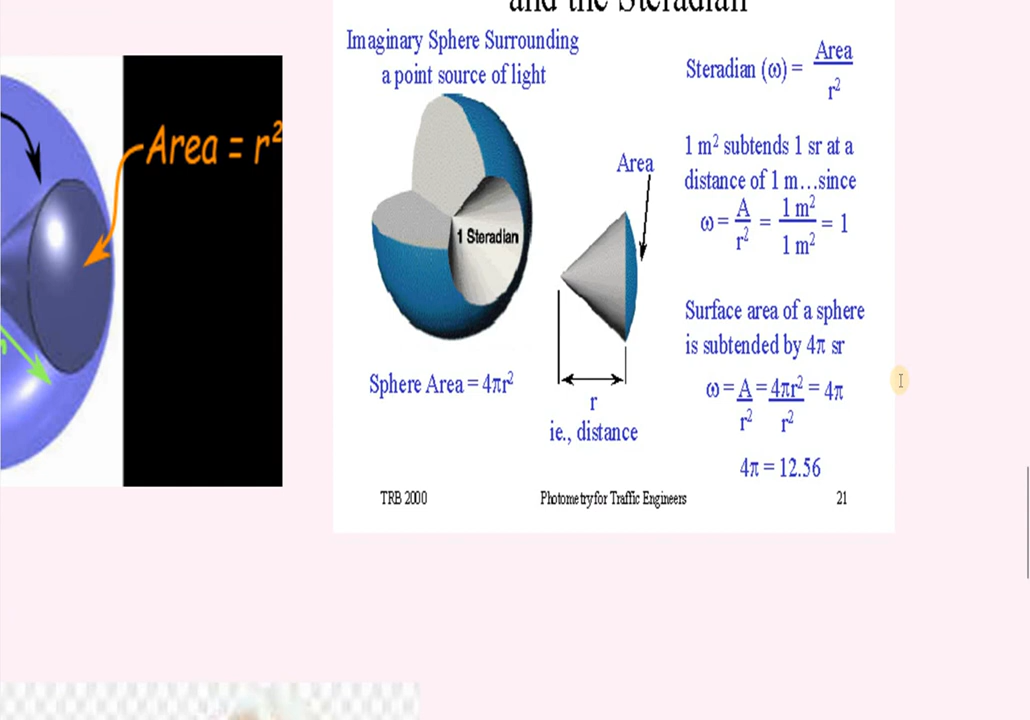 and the Steradian
Imaginary Sphere Surrounding
a point source of light
Area = r²
1 Steradian
Sphere Area = 4πr²
Area
r
ie., distance
Steradian (ω) = Area / r²
1 m² subtends 1 sr at a
distance of 1 m…since
ω = A / r² = 1 m² / 1 m² = 1
Surface area of a sphere
is subtended by 4π sr
ω = A / r² = 4πr² / r² = 4π
4π = 12.56
TRB 2000
Photometry for Traffic Engineers
21